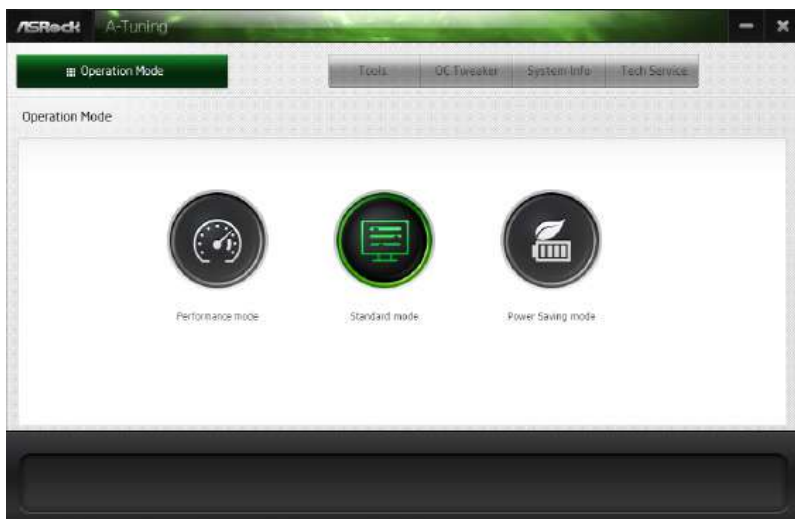 ASRock A-Tuning
Operation Mode Tools OC Tweaker System Info Tech Service
Operation Mode
Performance mode Standard mode Power Saving mode